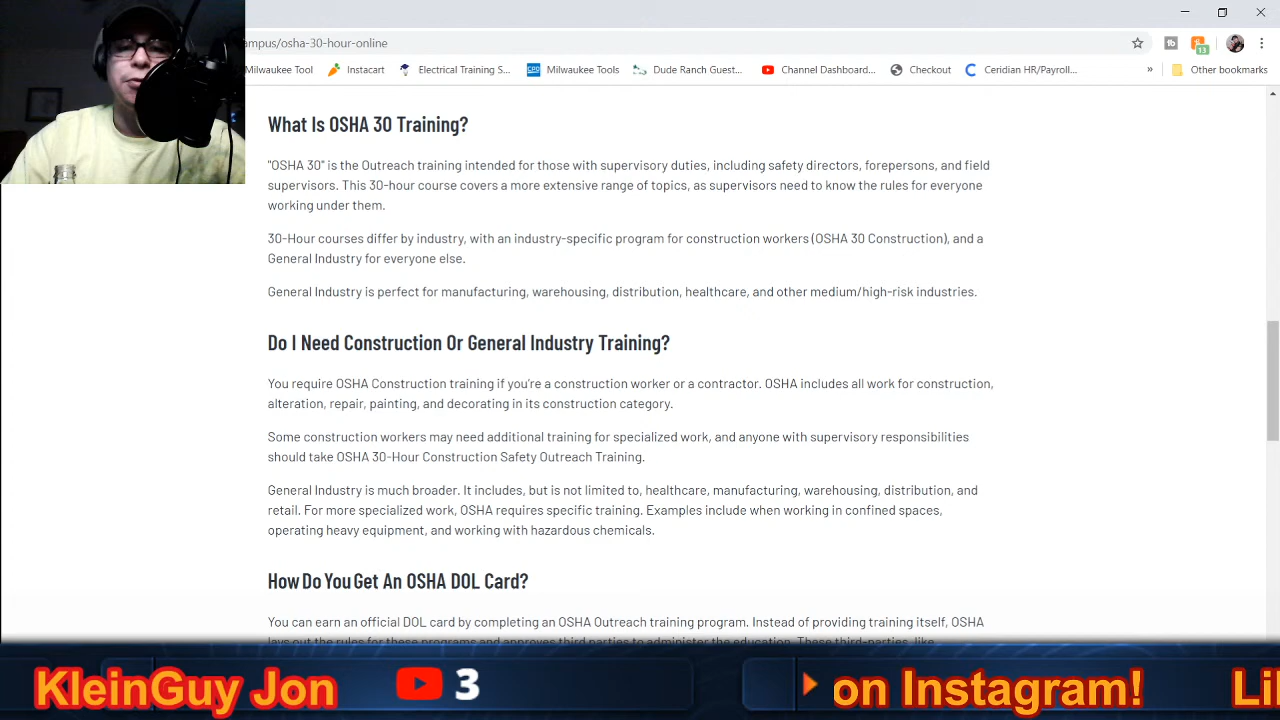 ampus/osha-30-hour-online
13
Milwaukee Tool Instacart Electrical Training S... CPO Milwaukee Tools Dude Ranch Guest... Channel Dashboard... Checkout Ceridian HR/Payroll... » Other bookmarks
What Is OSHA 30 Training?
"OSHA 30" is the Outreach training intended for those with supervisory duties, including safety directors, forepersons, and field
supervisors. This 30-hour course covers a more extensive range of topics, as supervisors need to know the rules for everyone
working under them.
30-Hour courses differ by industry, with an industry-specific program for construction workers (OSHA 30 Construction), and a
General Industry for everyone else.
General Industry is perfect for manufacturing, warehousing, distribution, healthcare, and other medium/high-risk industries.
Do I Need Construction Or General Industry Training?
You require OSHA Construction training if you're a construction worker or a contractor. OSHA includes all work for construction,
alteration, repair, painting, and decorating in its construction category.
Some construction workers may need additional training for specialized work, and anyone with supervisory responsibilities
should take OSHA 30-Hour Construction Safety Outreach Training.
General Industry is much broader. It includes, but is not limited to, healthcare, manufacturing, warehousing, distribution, and
retail. For more specialized work, OSHA requires specific training. Examples include when working in confined spaces,
operating heavy equipment, and working with hazardous chemicals.
How Do You Get An OSHA DOL Card?
You can earn an official DOL card by completing an OSHA Outreach training program. Instead of providing training itself, OSHA
lays out the rules for these programs and approves third parties to administer the education. These third-parties, like
KleinGuy Jon 3 on Instagram! Li